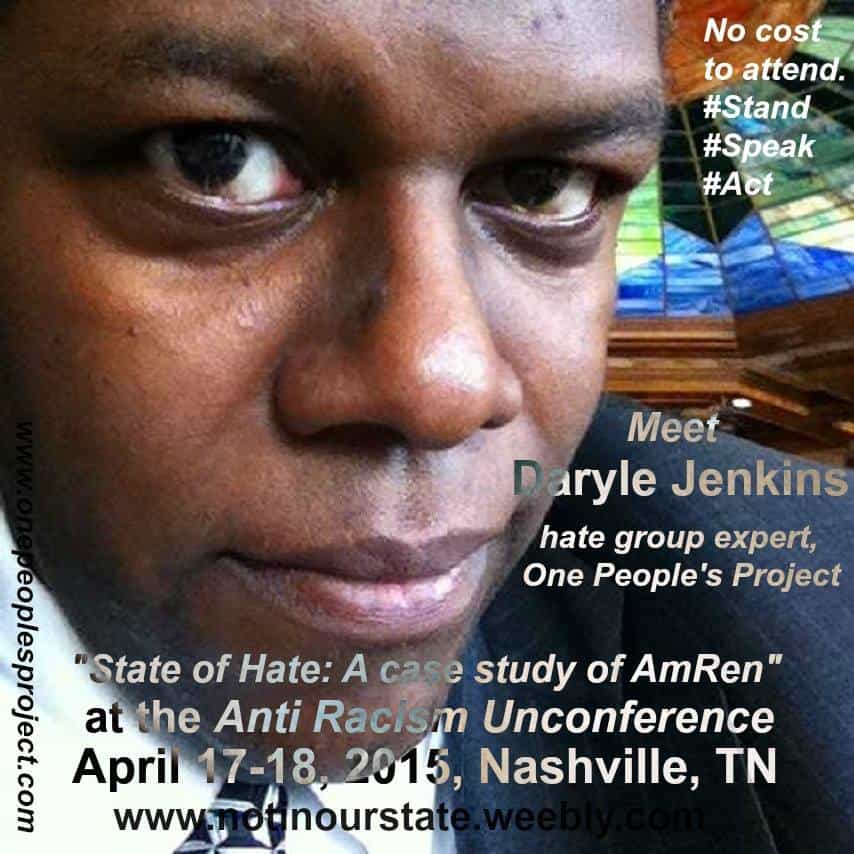 No cost
to attend.
#Stand
#Speak
#Act
Meet
Daryle Jenkins
hate group expert,
One People's Project
"State of Hate: A case study of AmRen"
at the Anti Racism Unconference
April 17-18, 2015, Nashville, TN
www.notinourstate.weebly.com
www.onepeoplesproject.com